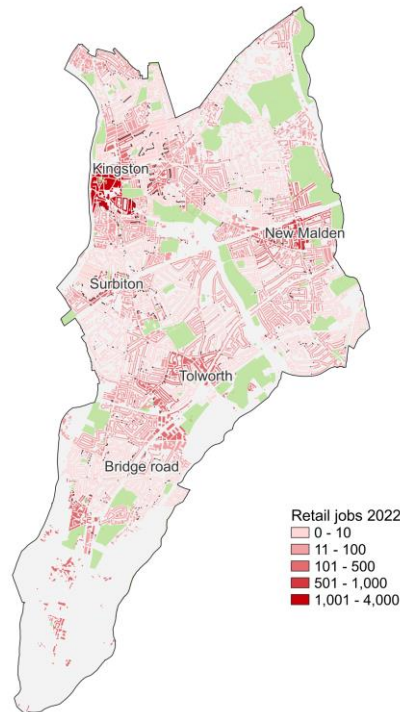 Kingston
New Malden
Surbiton
Tolworth
Bridge road
Retail jobs 2022
0 - 10
11 - 100
101 - 500
501 - 1,000
1,001 - 4,000